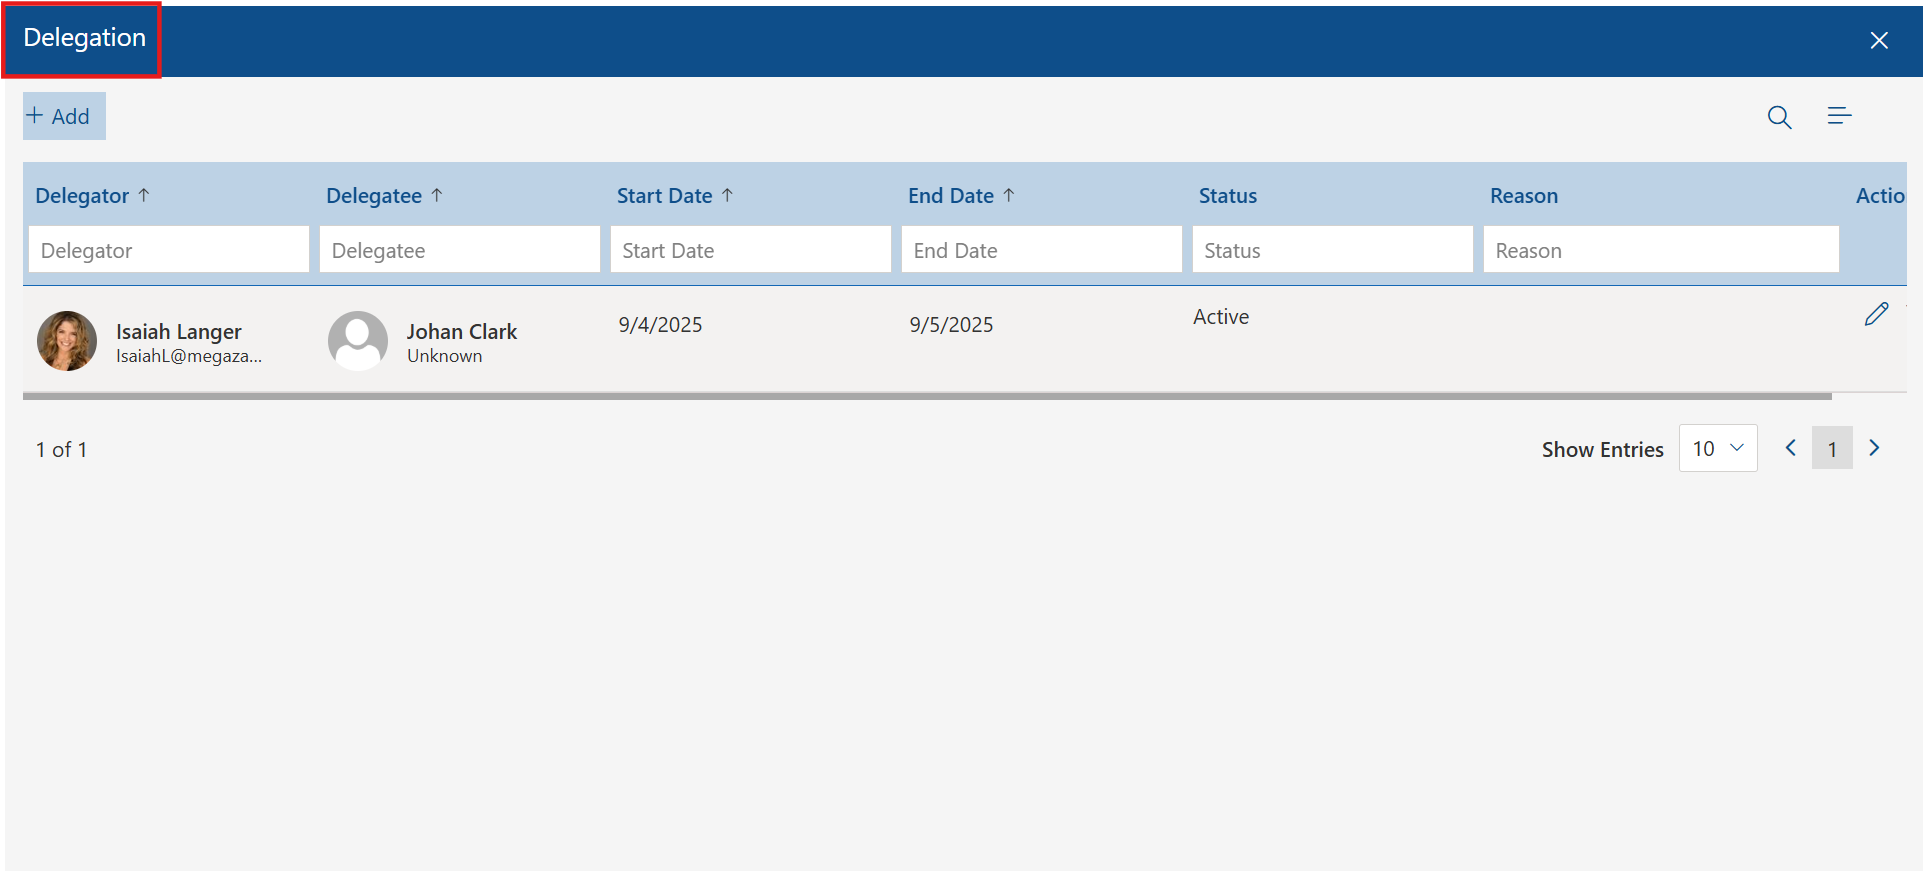 Delegation
+ Add
Delegator ↑ Delegatee ↑ Start Date ↑ End Date ↑ Status Reason Actio
Delegator Delegatee Start Date End Date Status Reason
Isaiah Langer Johan Clark 9/4/2025 9/5/2025 Active
IsaiahL@megaza... Unknown
1 of 1 Show Entries 10 1